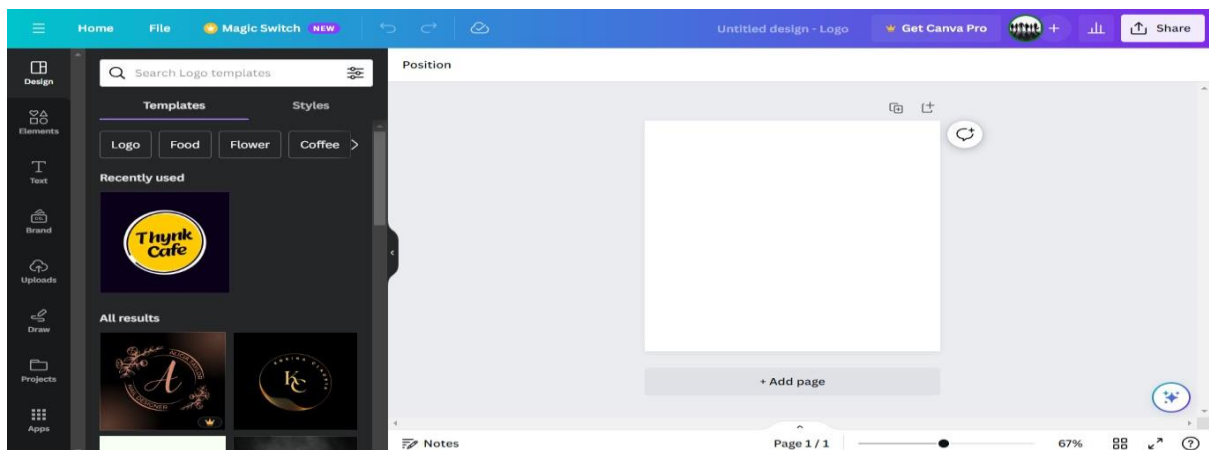 Home File Magic Switch NEW Untitled design - Logo Get Canva Pro + Share
Design
Elements
Text
Brand
Uploads
Draw
Projects
Apps
Search Logo templates
Templates Styles
Logo Food Flower Coffee
Recently used
Thynk
Cafe
All results
A
KC
Position
+ Add page
Notes Page 1 / 1 67%